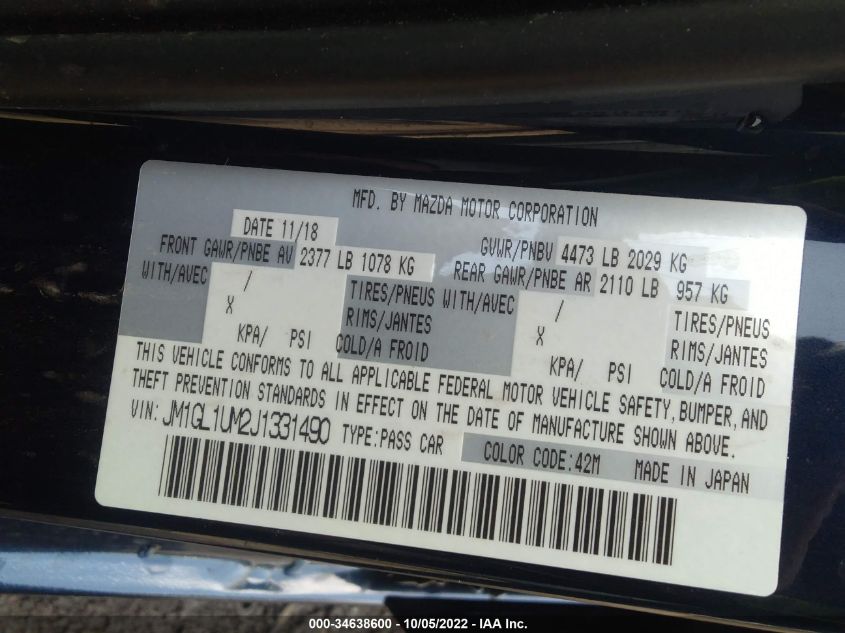 MFD. BY MAZDA MOTOR CORPORATION
DATE 11/18 GVWR/PNBV 4473 LB 2029 KG
FRONT GAWR/PNBE AV 2377 LB 1078 KG REAR GAWR/PNBE AR 2110 LB 957 KG
WITH/AVEC / TIRES/PNEUS WITH/AVEC / TIRES/PNEUS
X RIMS/JANTES X RIMS/JANTES
KPA/ PSI COLD/A FROID KPA/ PSI COLD/A FROID
THIS VEHICLE CONFORMS TO ALL APPLICABLE FEDERAL MOTOR VEHICLE SAFETY, BUMPER, AND
THEFT PREVENTION STANDARDS IN EFFECT ON THE DATE OF MANUFACTURE SHOWN ABOVE.
VIN: JM1GL1UM2J1331490 TYPE:PASS CAR COLOR CODE:42M MADE IN JAPAN
000-34638600 - 10/05/2022 - IAA Inc.